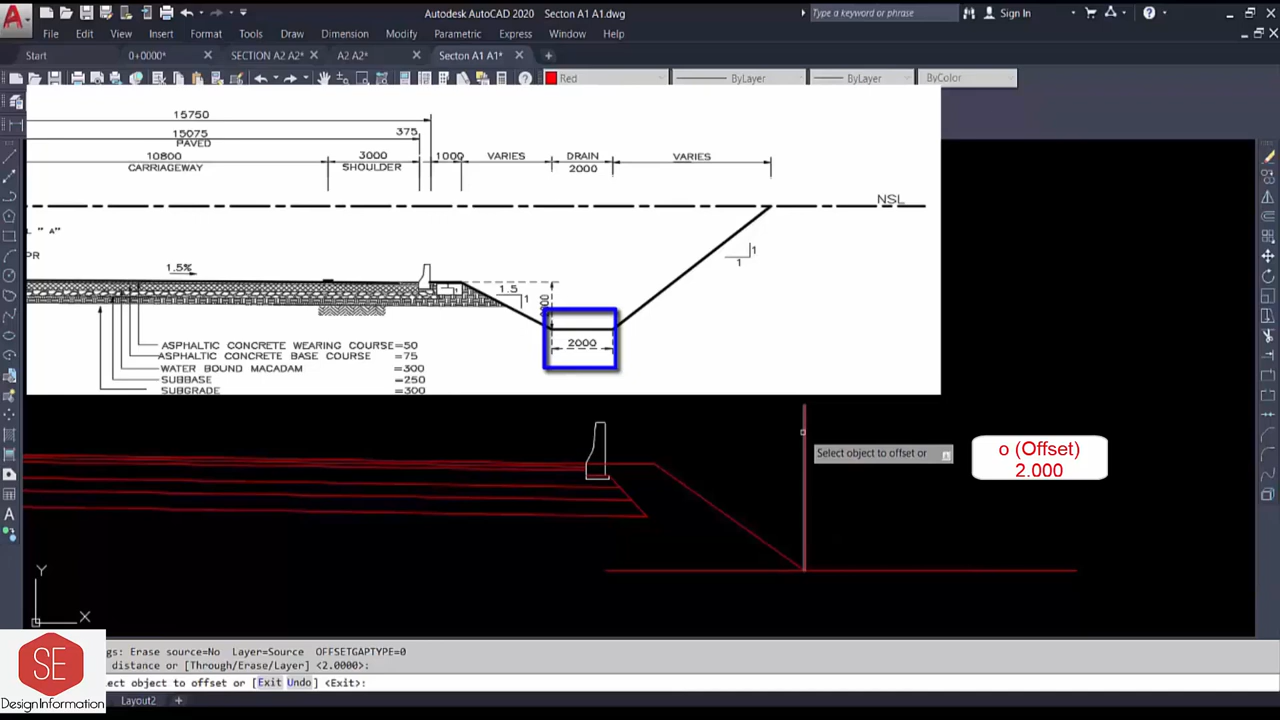 Autodesk AutoCAD 2020 Secton A1 A1.dwg
Type a keyword or phrase
Sign In
File Edit View Insert Format Tools Draw Dimension Modify Parametric Express Window Help
Start 0+0000* SECTION A2 A2* A2 A2* Secton A1 A1*
Red ByLayer ByLayer ByColor
15750
15075 375
PAVED
10800 3000 1000 VARIES DRAIN VARIES
CARRIAGEWAY SHOULDER 2000
NSL
L " A"
PR
1.5%
1
1
1.5
1
2000
2000
ASPHALTIC CONCRETE WEARING COURSE=50
ASPHALTIC CONCRETE BASE COURSE =75
WATER BOUND MACADAM =300
SUBBASE =250
SUBGRADE =300
Select object to offset or
o (Offset)
2.000
Y
X
gs: Erase source=No Layer=Source OFFSETGAPTYPE=0
distance or [Through/Erase/Layer] <2.0000>:
lect object to offset or [Exit Undo] <Exit>:
SE
Design Information
Layout2